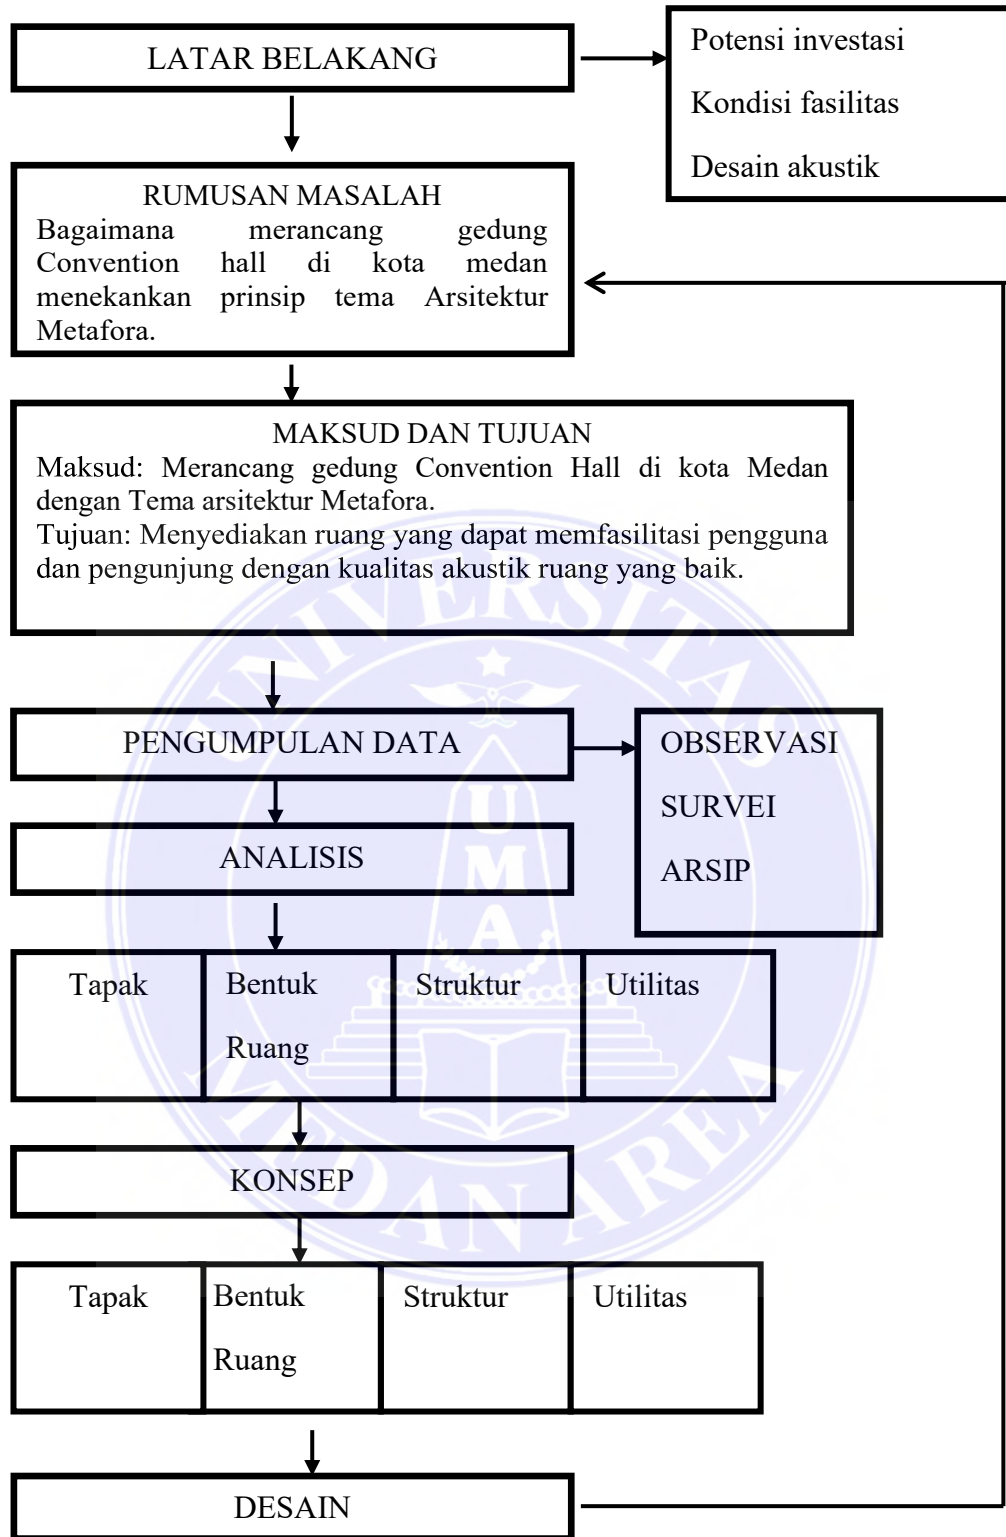 LATAR BELAKANG
Potensi investasi
Kondisi fasilitas
Desain akustik
RUMUSAN MASALAH
Bagaimana merancang gedung
Convention hall di kota medan
menekankan prinsip tema Arsitektur
Metafora.
MAKSUD DAN TUJUAN
Maksud: Merancang gedung Convention Hall di kota Medan
dengan Tema arsitektur Metafora.
Tujuan: Menyediakan ruang yang dapat memfasilitasi pengguna
dan pengunjung dengan kualitas akustik ruang yang baik.
PENGUMPULAN DATA
OBSERVASI
SURVEI
ARSIP
ANALISIS
Tapak
Bentuk
Ruang
Struktur
Utilitas
KONSEP
Tapak
Bentuk
Ruang
Struktur
Utilitas
DESAIN
UNIVERSITAS
MEDAN AREA
U
M
A